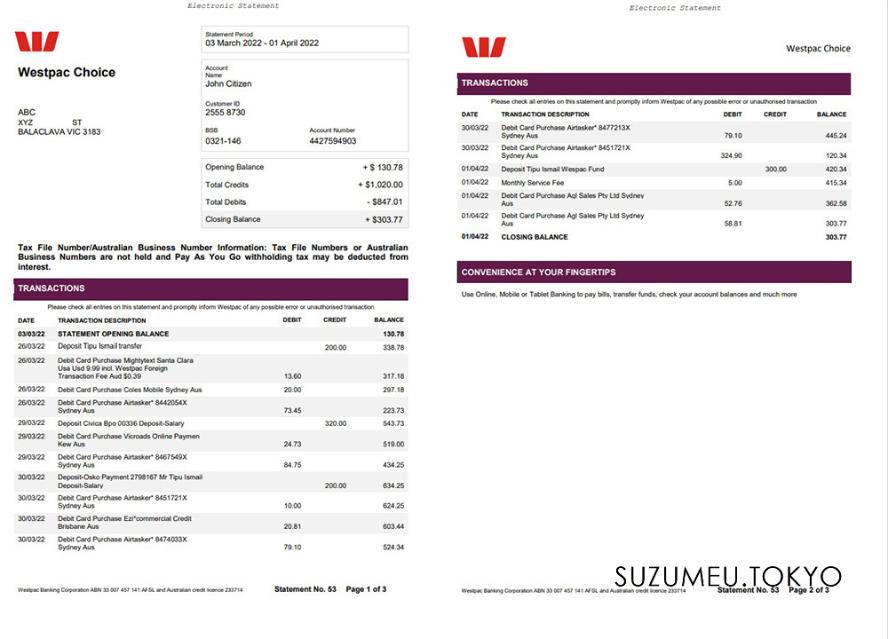 Electronic Statement
Statement Period
03 March 2022 - 01 April 2022
Westpac Choice
Account
Name
John Citizen
Customer ID
2555 8730
ABC
XYZ ST
BALACLAVA VIC 3183
BSB Account Number
0321-146 4427594903
Opening Balance + $ 130.78
Total Credits + $1,020.00
Total Debits - $847.01
Closing Balance + $303.77
Tax File Number/Australian Business Number Information: Tax File Numbers or Australian
Business Numbers are not held and Pay As You Go withholding tax may be deducted from
interest.
TRANSACTIONS
Please check all entries on this statement and promptly inform Westpac of any possible error or unauthorised transaction
DATE TRANSACTION DESCRIPTION DEBIT CREDIT BALANCE
03/03/22 STATEMENT OPENING BALANCE 130.78
26/03/22 Deposit Tipu Ismail transfer 200.00 338.78
26/03/22 Debit Card Purchase Mightytext Santa Clara
Usa Usd 9.99 incl. Westpac Foreign
Transaction Fee Aud $0.39 13.60 317.18
26/03/22 Debit Card Purchase Coles Mobile Sydney Aus 20.00 297.18
26/03/22 Debit Card Purchase Airtasker* 8442054X
Sydney Aus 73.45 223.73
29/03/22 Deposit Civica Bpo 00336 Deposit-Salary 320.00 543.73
29/03/22 Debit Card Purchase Vicroads Online Paymen
Kew Aus 24.73 519.00
29/03/22 Debit Card Purchase Airtasker* 8467549X
Sydney Aus 84.75 434.25
30/03/22 Deposit-Osko Payment 2798167 Mr Tipu Ismail
Deposit-Salary 200.00 634.25
30/03/22 Debit Card Purchase Airtasker* 8451721X
Sydney Aus 10.00 624.25
30/03/22 Debit Card Purchase Ezi*commercial Credit
Brisbane Aus 20.81 603.44
30/03/22 Debit Card Purchase Airtasker* 8474033X
Sydney Aus 79.10 524.34
Westpac Banking Corporation ABN 33 007 457 141 AFSL and Australian credit licence 233714 Statement No. 53 Page 1 of 3
Electronic Statement
Westpac Choice
TRANSACTIONS
Please check all entries on this statement and promptly inform Westpac of any possible error or unauthorised transaction
DATE TRANSACTION DESCRIPTION DEBIT CREDIT BALANCE
30/03/22 Debit Card Purchase Airtasker* 8477213X
Sydney Aus 79.10 445.24
30/03/22 Debit Card Purchase Airtasker* 8451721X
Sydney Aus 324.90 120.34
01/04/22 Deposit Tipu Ismail Wespac Fund 300.00 420.34
01/04/22 Monthly Service Fee 5.00 415.34
01/04/22 Debit Card Purchase Agl Sales Pty Ltd Sydney
Aus 52.76 362.58
01/04/22 Debit Card Purchase Agl Sales Pty Ltd Sydney
Aus 58.81 303.77
01/04/22 CLOSING BALANCE 303.77
CONVENIENCE AT YOUR FINGERTIPS
Use Online, Mobile or Tablet Banking to pay bills, transfer funds, check your account balances and much more
SUZUMEU.TOKYO
Westpac Banking Corporation ABN 33 007 457 141 AFSL and Australian credit licence 233714 Statement No. 53 Page 2 of 3